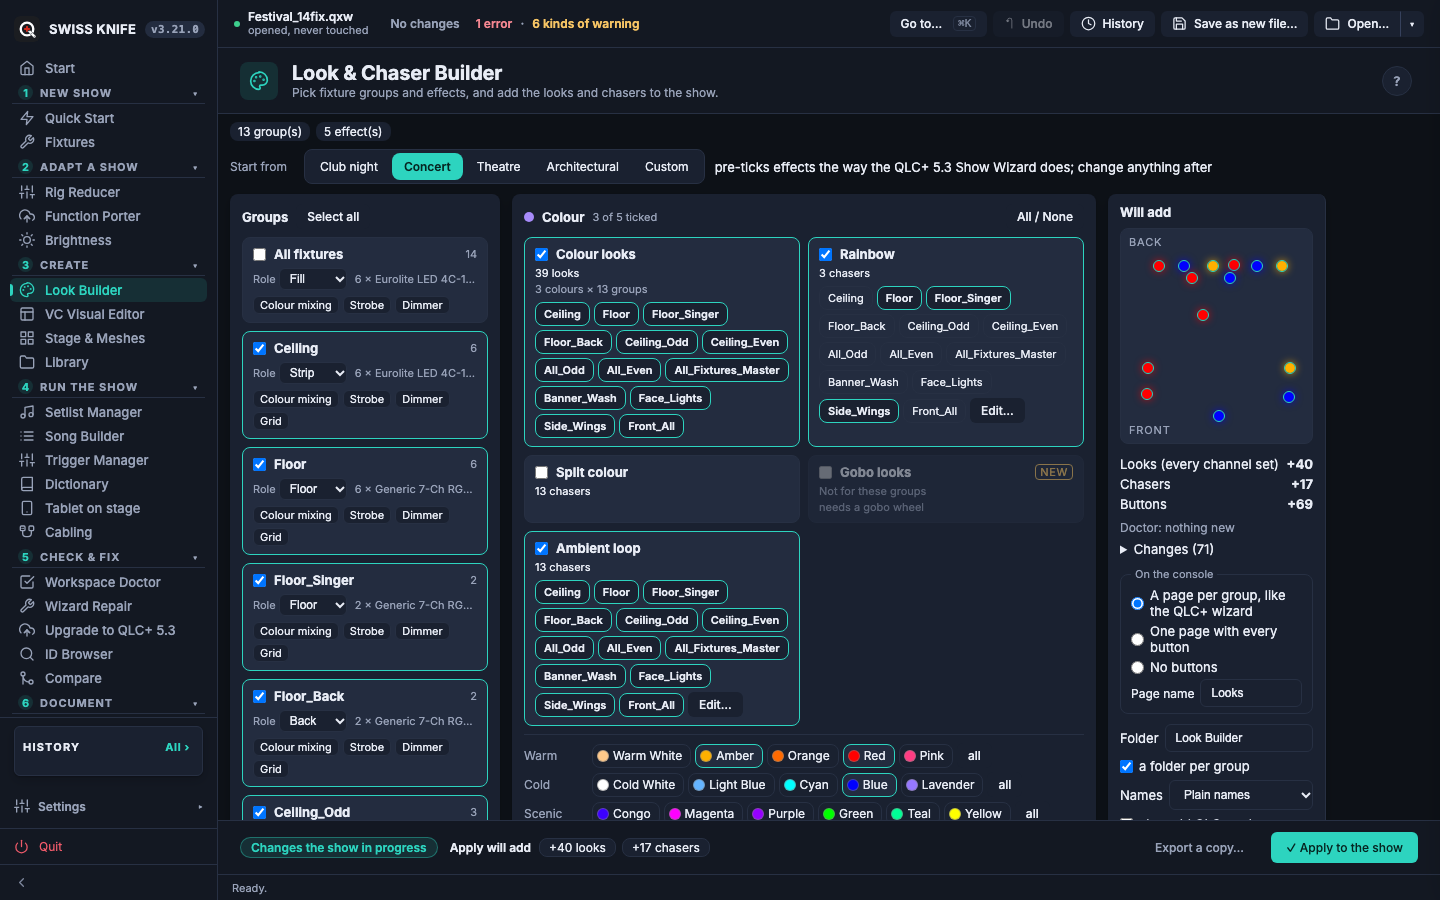 SWISS KNIFE v3.21.0
Start
1 NEW SHOW
Quick Start
Fixtures
2 ADAPT A SHOW
Rig Reducer
Function Porter
Brightness
3 CREATE
Look Builder
VC Visual Editor
Stage & Meshes
Library
4 RUN THE SHOW
Setlist Manager
Song Builder
Trigger Manager
Dictionary
Tablet on stage
Cabling
5 CHECK & FIX
Workspace Doctor
Wizard Repair
Upgrade to QLC+ 5.3
ID Browser
Compare
6 DOCUMENT
HISTORY All ›
Settings
Quit
Festival_14fix.qxw
opened, never touched
No changes 1 error · 6 kinds of warning
Go to... ⌘K Undo History Save as new file... Open...
Look & Chaser Builder
Pick fixture groups and effects, and add the looks and chasers to the show.
?
13 group(s) 5 effect(s)
Start from Club night Concert Theatre Architectural Custom pre-ticks effects the way the QLC+ 5.3 Show Wizard does; change anything after
Groups Select all
All fixtures 14
Role Fill 6 × Eurolite LED 4C-1...
Colour mixing Strobe Dimmer
Ceiling 6
Role Strip 6 × Eurolite LED 4C-1...
Colour mixing Strobe Dimmer
Grid
Floor 6
Role Floor 6 × Generic 7-Ch RG...
Colour mixing Strobe Dimmer
Grid
Floor_Singer 2
Role Floor 2 × Generic 7-Ch RG...
Colour mixing Strobe Dimmer
Grid
Floor_Back 2
Role Back 2 × Generic 7-Ch RG...
Colour mixing Strobe Dimmer
Grid
Ceiling_Odd 3
Colour 3 of 5 ticked All / None
Colour looks
39 looks
3 colours × 13 groups
Ceiling Floor Floor_Singer
Floor_Back Ceiling_Odd Ceiling_Even
All_Odd All_Even All_Fixtures_Master
Banner_Wash Face_Lights
Side_Wings Front_All
Rainbow
3 chasers
Ceiling Floor Floor_Singer
Floor_Back Ceiling_Odd Ceiling_Even
All_Odd All_Even All_Fixtures_Master
Banner_Wash Face_Lights
Side_Wings Front_All Edit...
Split colour
13 chasers
Gobo looks NEW
Not for these groups
needs a gobo wheel
Ambient loop
13 chasers
Ceiling Floor Floor_Singer
Floor_Back Ceiling_Odd Ceiling_Even
All_Odd All_Even All_Fixtures_Master
Banner_Wash Face_Lights
Side_Wings Front_All Edit...
Warm Warm White Amber Orange Red Pink all
Cold Cold White Light Blue Cyan Blue Lavender all
Scenic Congo Magenta Purple Green Teal Yellow all
Will add
BACK
FRONT
Looks (every channel set) +40
Chasers +17
Buttons +69
Doctor: nothing new
Changes (71)
On the console
A page per group, like
the QLC+ wizard
One page with every
button
No buttons
Page name Looks
Folder Look Builder
a folder per group
Names Plain names
Changes the show in progress Apply will add +40 looks +17 chasers Export a copy... ✓ Apply to the show
Ready.